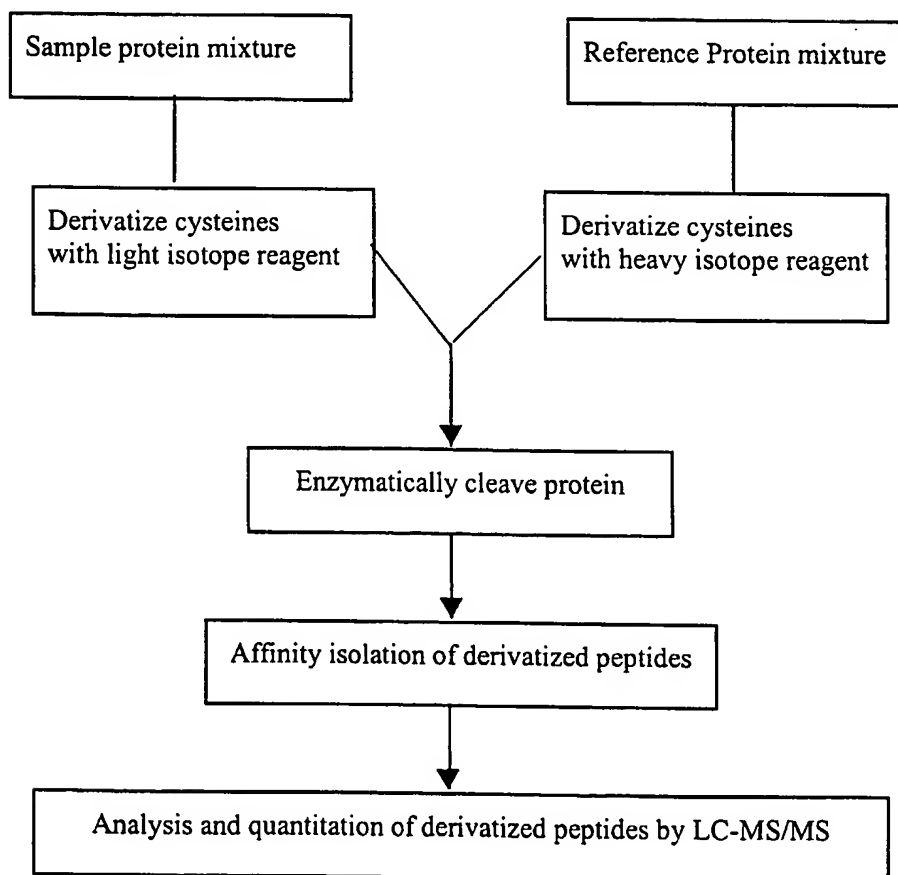 Sample protein mixture
Reference Protein mixture
Derivatize cysteines
with light isotope reagent
Derivatize cysteines
with heavy isotope reagent
Enzymatically cleave protein
Affinity isolation of derivatized peptides
Analysis and quantitation of derivatized peptides by LC-MS/MS